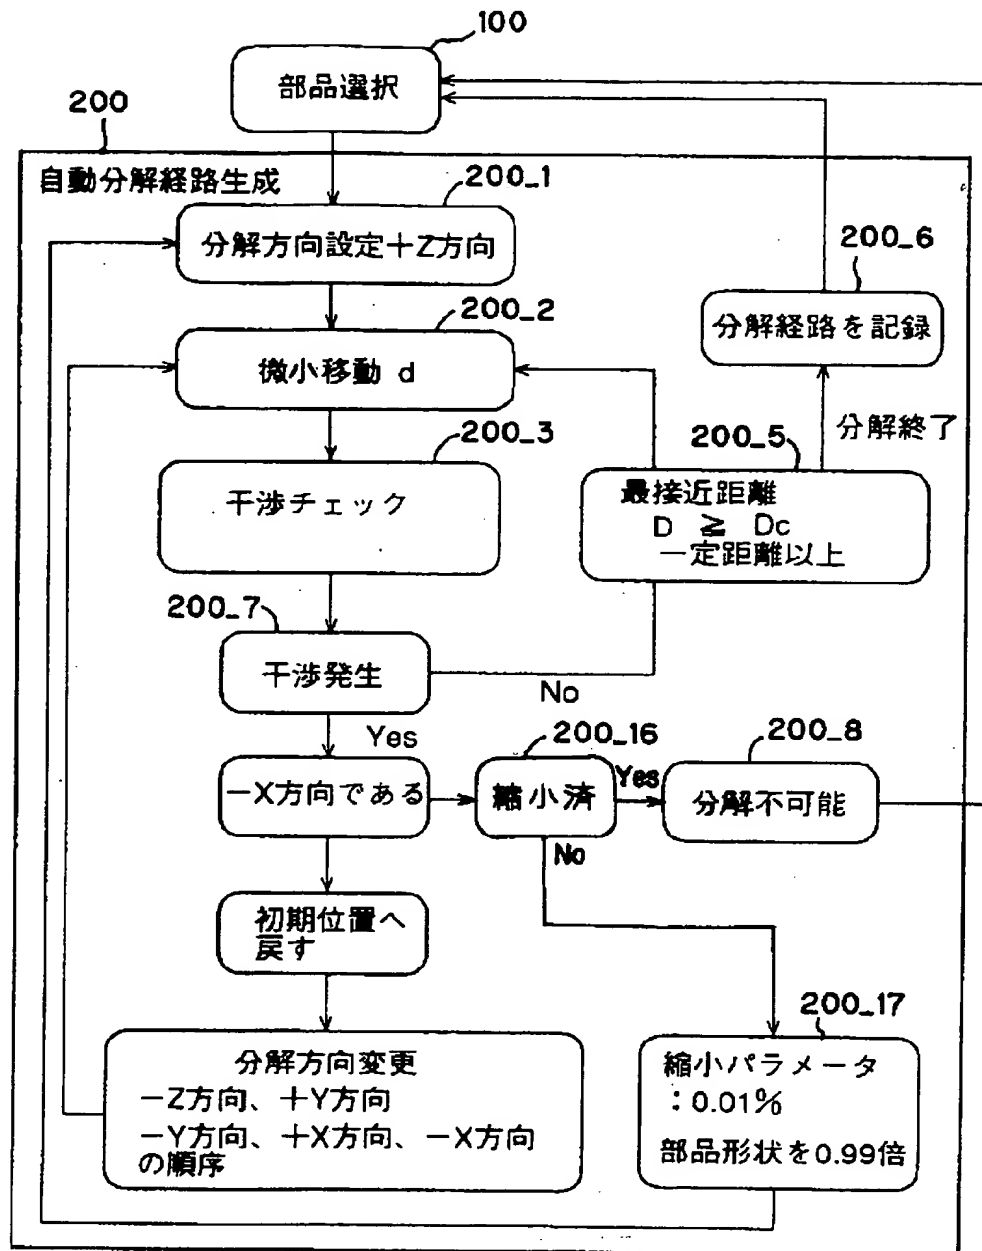 100
部品選択
200
自動分解経路生成
200_1
分解方向設定＋Z方向
200_6
分解経路を記録
200_2
微小移動 d
分解終了
200_3
干渉チェック
200_5
最接近距離
D ≧ Dc
一定距離以上
200_7
干渉発生
No
Yes
200_16
200_8
－X方向である
縮小済
Yes
分解不可能
No
初期位置へ
戻す
200_17
分解方向変更
－Z方向、＋Y方向
－Y方向、＋X方向、－X方向
の順序
縮小パラメータ
：0.01％
部品形状を0.99倍